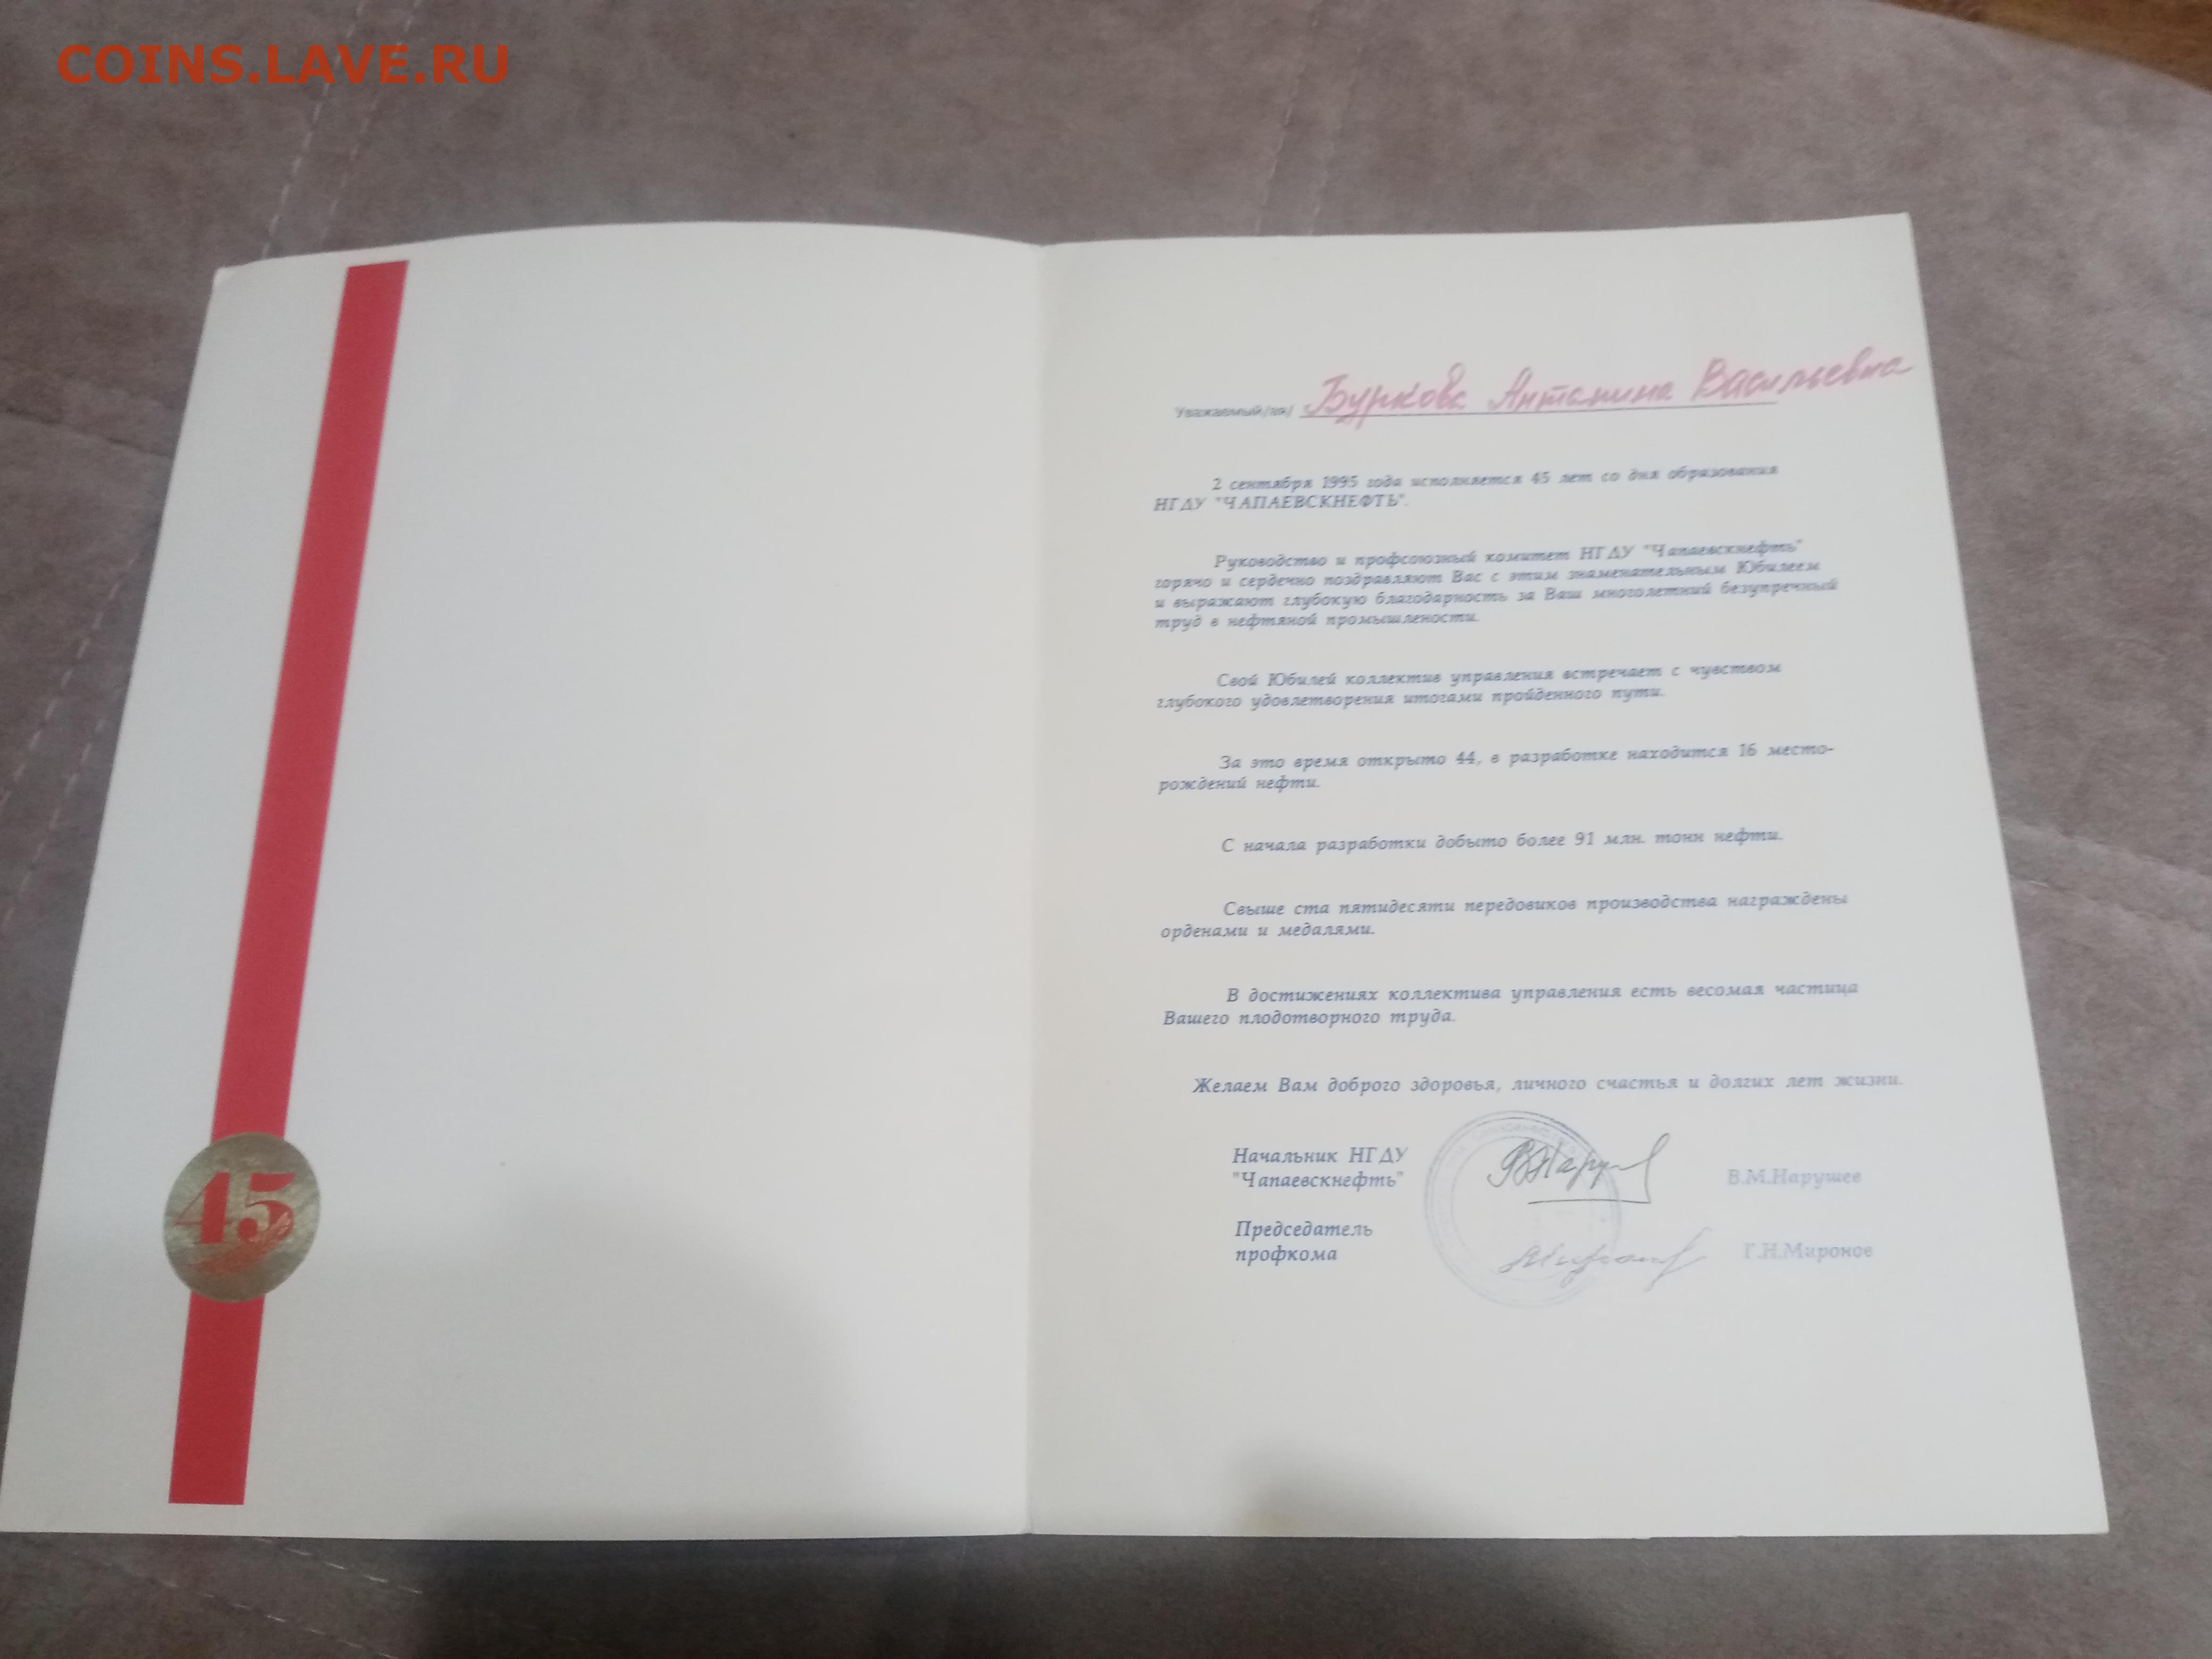 COINS.LAVE.RU
Уважаемый/ая/ Буркова Антанина Васильевна
2 сентября 1995 года исполняется 45 лет со дня образования
НГДУ "ЧАПАЕВСКНЕФТЬ".
Руководство и профсоюзный комитет НГДУ "Чапаевскнефть"
горячо и сердечно поздравляют Вас с этим знаменательным Юбилеем
и выражают глубокую благодарность за Ваш многолетний безупречный
труд в нефтяной промышлености.
Свой Юбилей коллектив управления встречает с чувством
глубокого удовлетворения итогами пройденного пути.
За это время открыто 44, в разработке находится 16 место-
рождений нефти.
С начала разработки добыто более 91 млн. тонн нефти.
Свыше ста пятидесяти передовиков производства награждены
орденами и медалями.
В достижениях коллектива управления есть весомая частица
Вашего плодотворного труда.
Желаем Вам доброго здоровья, личного счастья и долгих лет жизни.
Начальник НГДУ
"Чапаевскнефть" В.М.Нарушев
Председатель
профкома Г.Н.Миронов
45